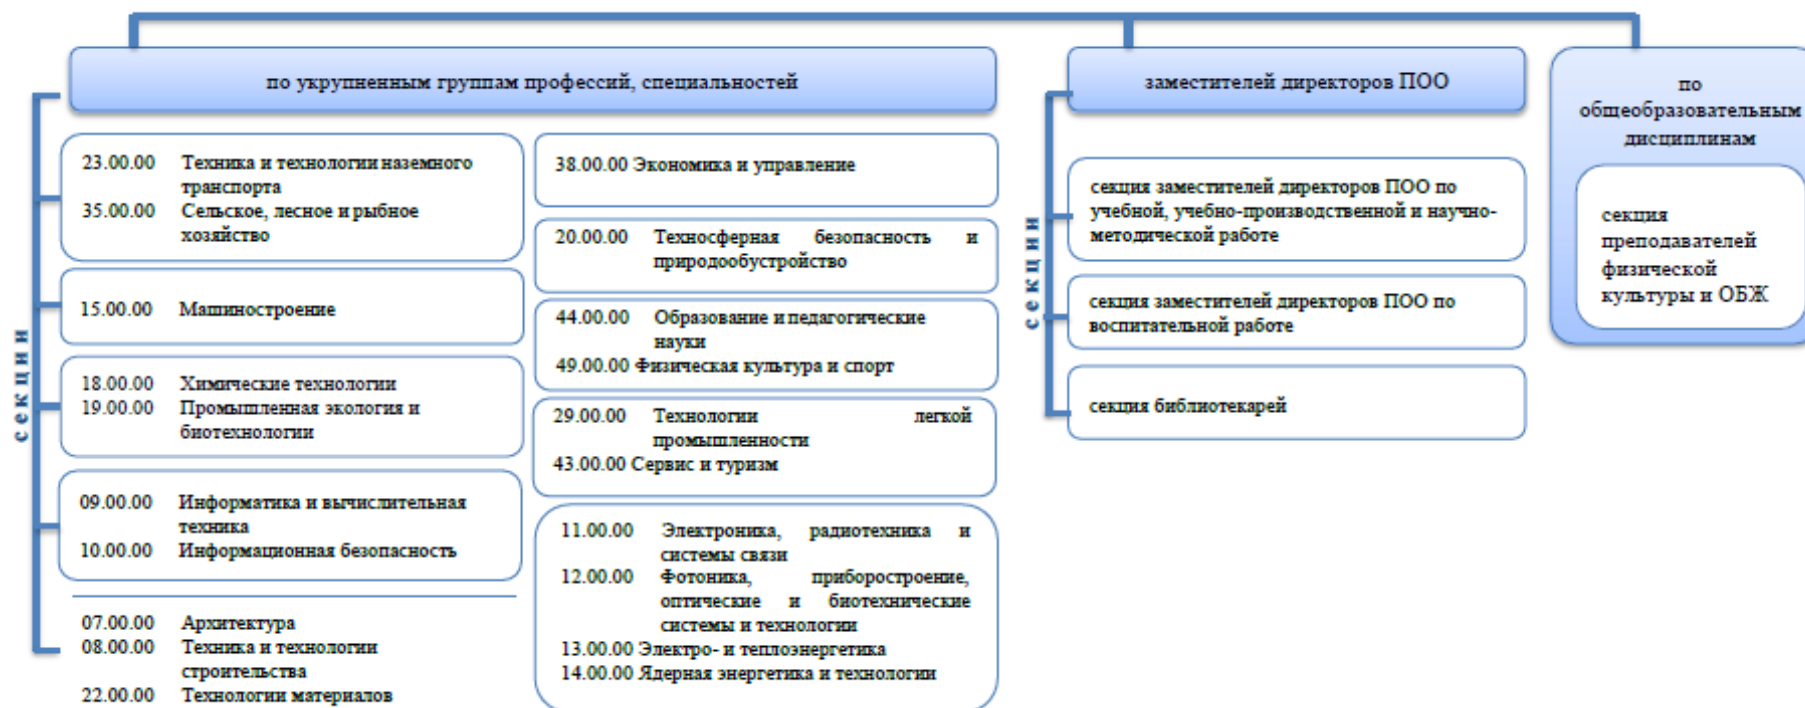 по укрупненным группам профессий, специальностей
секции
23.00.00 Техника и технологии наземного
транспорта
35.00.00 Сельское, лесное и рыбное
хозяйство
15.00.00 Машиностроение
18.00.00 Химические технологии
19.00.00 Промышленная экология и
биотехнологии
09.00.00 Информатика и вычислительная
техника
10.00.00 Информационная безопасность
07.00.00 Архитектура
08.00.00 Техника и технологии
строительства
22.00.00 Технологии материалов
38.00.00 Экономика и управление
20.00.00 Техносферная безопасность и
природообустройство
44.00.00 Образование и педагогические
науки
49.00.00 Физическая культура и спорт
29.00.00 Технологии легкой
промышленности
43.00.00 Сервис и туризм
11.00.00 Электроника, радиотехника и
системы связи
12.00.00 Фотоника, приборостроение,
оптические и биотехнические
системы и технологии
13.00.00 Электро- и теплоэнергетика
14.00.00 Ядерная энергетика и технологии
заместителей директоров ПОО
секции
секция заместителей директоров ПОО по
учебной, учебно-производственной и научно-
методической работе
секция заместителей директоров ПОО по
воспитательной работе
секция библиотекарей
по
общеобразовательным
дисциплинам
секция
преподавателей
физической
культуры и ОБЖ